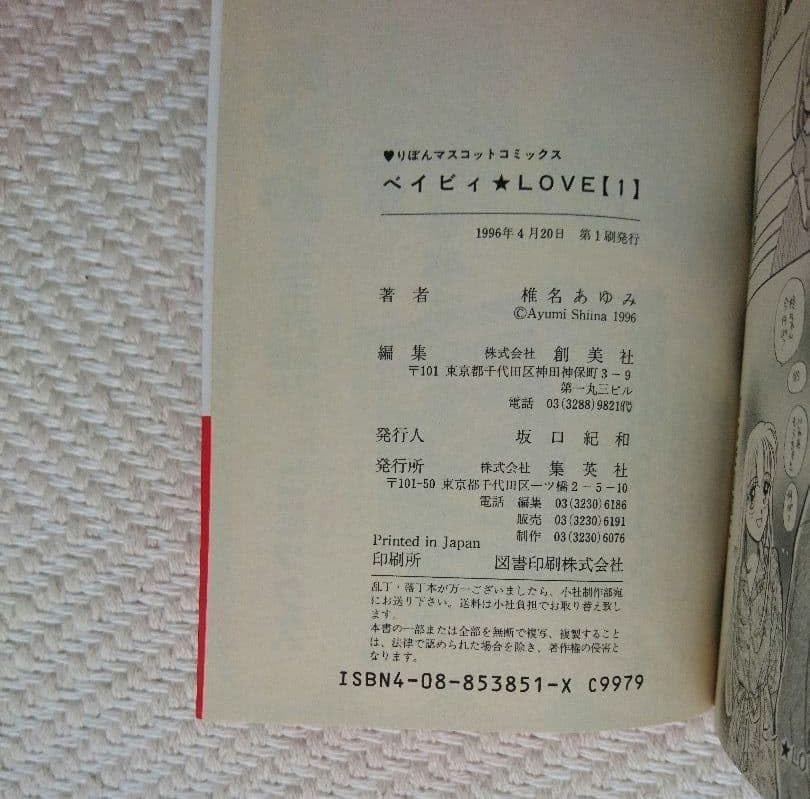 ♥りぼんマスコットコミックス
ベイビィ★LOVE【1】
1996年4月20日 第1刷発行
著者 椎名あゆみ
©Ayumi Shiina 1996
編集 株式会社 創美社
〒101 東京都千代田区神田神保町3-9
第一丸三ビル
電話 03(3288)9821代
発行人 坂口紀和
発行所 株式会社 集英社
〒101-50 東京都千代田区一ツ橋2-5-10
電話 編集 03(3230)6186
販売 03(3230)6191
制作 03(3230)6076
Printed in Japan
印刷所 図書印刷株式会社
乱丁・落丁本が万一ございましたら、小社制作部宛
にお送り下さい。送料は小社負担でお取り替え致し
ます。
本書の一部または全部を無断で複写、複製すること
は、法律で認められた場合を除き、著作権の侵害と
なります。
ISBN4-08-853851-X C9979
★LO